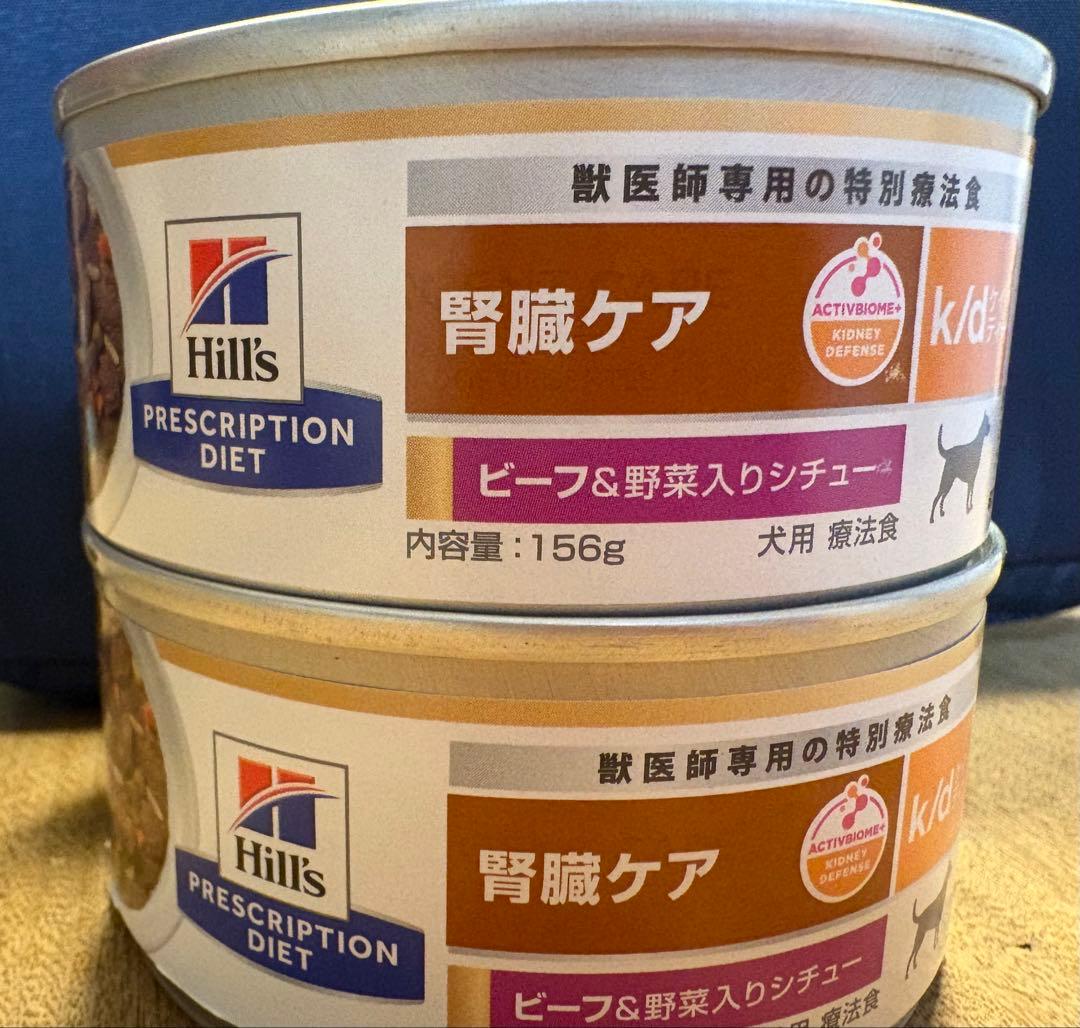 獣医師専用の特別療法食
Hill's
PRESCRIPTION
DIET
腎臓ケア
ACTIVBIOME+
KIDNEY
DEFENSE
k/d
ビーフ&野菜入りシチュー
内容量:156g
犬用 療法食
獣医師専用の特別療法食
Hill's
PRESCRIPTION
DIET
腎臓ケア
ACTIVBIOME+
KIDNEY
DEFENSE
k/d
ビーフ&野菜入りシチュー
用 療法食